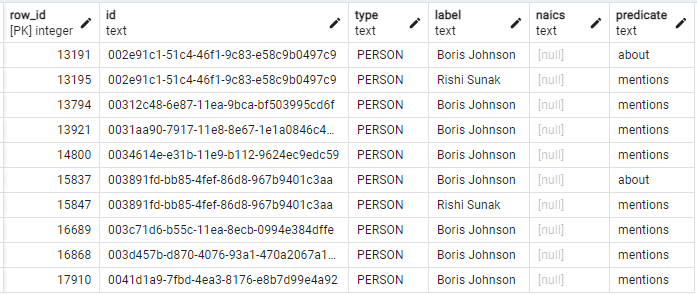 row_id id type label naics predicate
[PK] integer text text text text text
13191 002e91c1-51c4-46f1-9c83-e58c9b0497c9 PERSON Boris Johnson [null] about
13195 002e91c1-51c4-46f1-9c83-e58c9b0497c9 PERSON Rishi Sunak [null] mentions
13794 00312c48-6e87-11ea-9bca-bf503995cd6f PERSON Boris Johnson [null] mentions
13921 0031aa90-7917-11e8-8e67-1e1a0846c4... PERSON Boris Johnson [null] mentions
14800 0034614e-e31b-11e9-b112-9624ec9edc59 PERSON Boris Johnson [null] mentions
15837 003891fd-bb85-4fef-86d8-967b9401c3aa PERSON Boris Johnson [null] about
15847 003891fd-bb85-4fef-86d8-967b9401c3aa PERSON Rishi Sunak [null] mentions
16689 003c71d6-b55c-11ea-8ecb-0994e384dffe PERSON Boris Johnson [null] mentions
16868 003d457b-d870-4076-93a1-470a2067a1... PERSON Boris Johnson [null] mentions
17910 0041d1a9-7fbd-4ea3-8176-e8b7d99e4a92 PERSON Boris Johnson [null] mentions